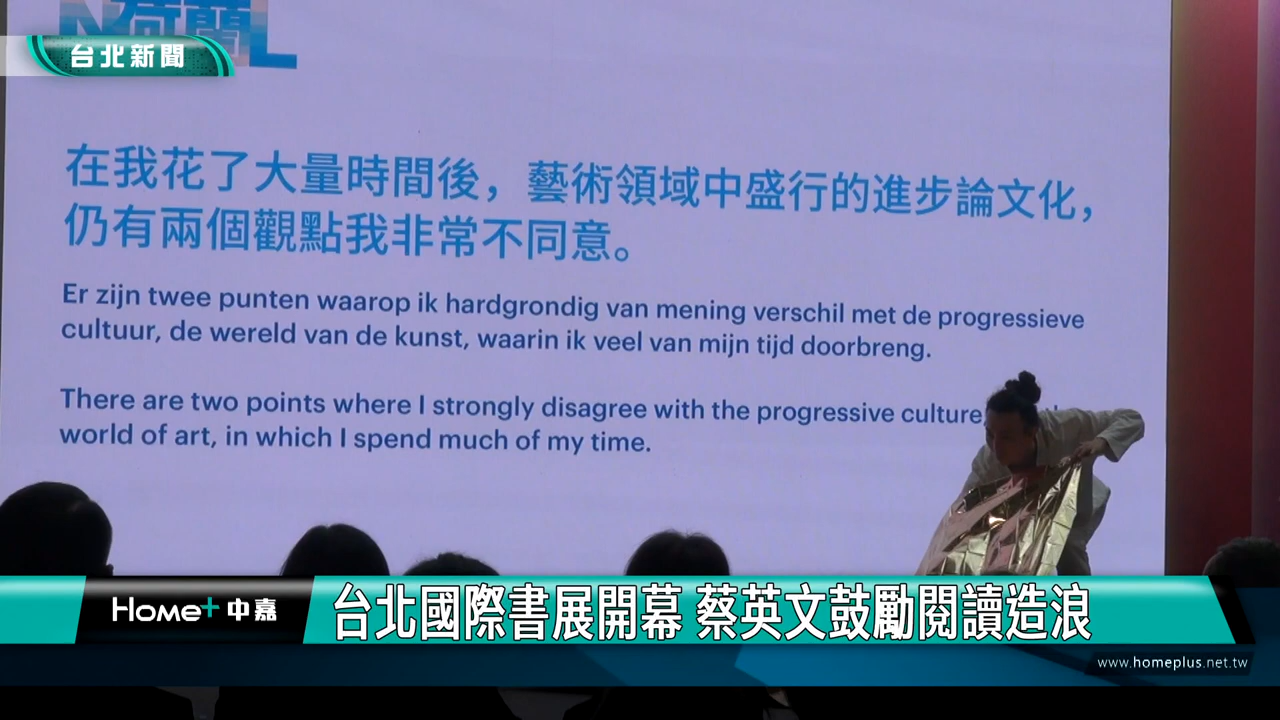 荷蘭
台北新聞
在我花了大量時間後，藝術領域中盛行的進步論文化，
仍有兩個觀點我非常不同意。
Er zijn twee punten waarop ik hardgrondig van mening verschil met de progressieve
cultuur, de wereld van de kunst, waarin ik veel van mijn tijd doorbreng.
There are two points where I strongly disagree with the progressive culture
world of art, in which I spend much of my time.
Home+ 中嘉
台北國際書展開幕 蔡英文鼓勵閱讀造浪
www.homeplus.net.tw